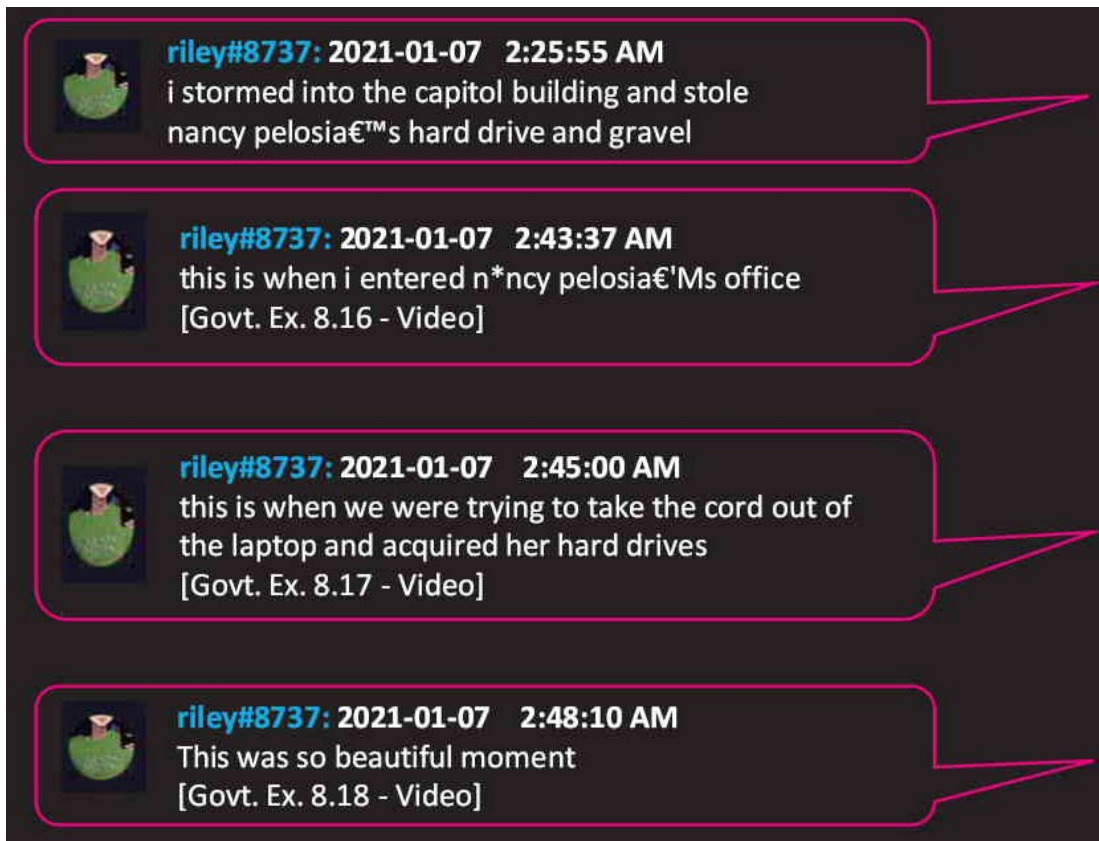 riley#8737: 2021-01-07 2:25:55 AM
i stormed into the capitol building and stole
nancy pelosia€™s hard drive and gravel
riley#8737: 2021-01-07 2:43:37 AM
this is when i entered n*ncy pelosia€'Ms office
[Govt. Ex. 8.16 - Video]
riley#8737: 2021-01-07 2:45:00 AM
this is when we were trying to take the cord out of
the laptop and acquired her hard drives
[Govt. Ex. 8.17 - Video]
riley#8737: 2021-01-07 2:48:10 AM
This was so beautiful moment
[Govt. Ex. 8.18 - Video]